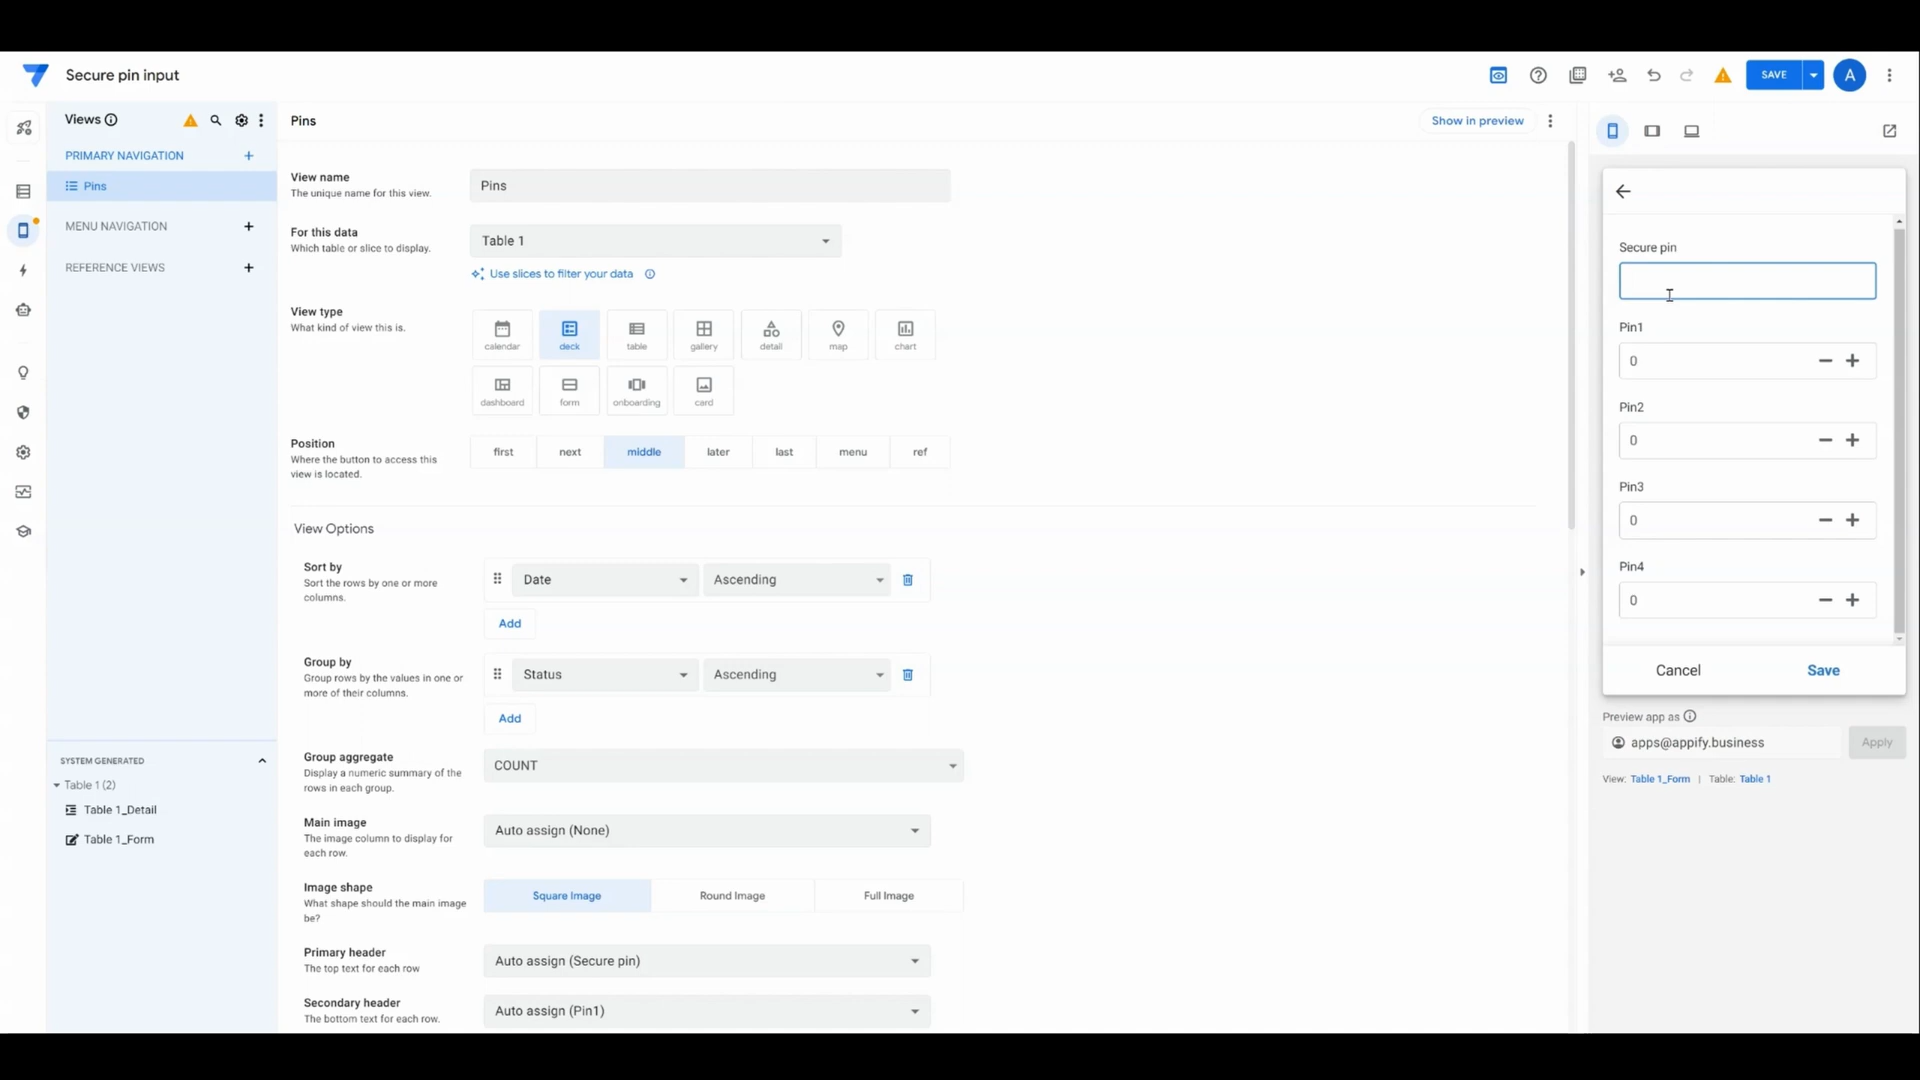 Secure pin input
SAVE
A
Views
PRIMARY NAVIGATION
Pins
MENU NAVIGATION
REFERENCE VIEWS
SYSTEM GENERATED
Table 1 (2)
Table 1_Detail
Table 1_Form
Pins
Show in preview
View name
The unique name for this view.
Pins
For this data
Which table or slice to display.
Table 1
Use slices to filter your data
View type
What kind of view this is.
calendar
deck
table
gallery
detail
map
chart
dashboard
form
onboarding
card
Position
Where the button to access this
view is located.
first
next
middle
later
last
menu
ref
View Options
Sort by
Sort the rows by one or more
columns.
Date
Ascending
Add
Group by
Group rows by the values in one or
more of their columns.
Status
Ascending
Add
Group aggregate
Display a numeric summary of the
rows in each group.
COUNT
Main image
The image column to display for
each row.
Auto assign (None)
Image shape
What shape should the main image
be?
Square Image
Round Image
Full Image
Primary header
The top text for each row
Auto assign (Secure pin)
Secondary header
The bottom text for each row.
Auto assign (Pin1)
Secure pin
Pin1
0
Pin2
0
Pin3
0
Pin4
0
Cancel
Save
Preview app as
apps@appify.business
Apply
View: Table 1_Form | Table: Table 1